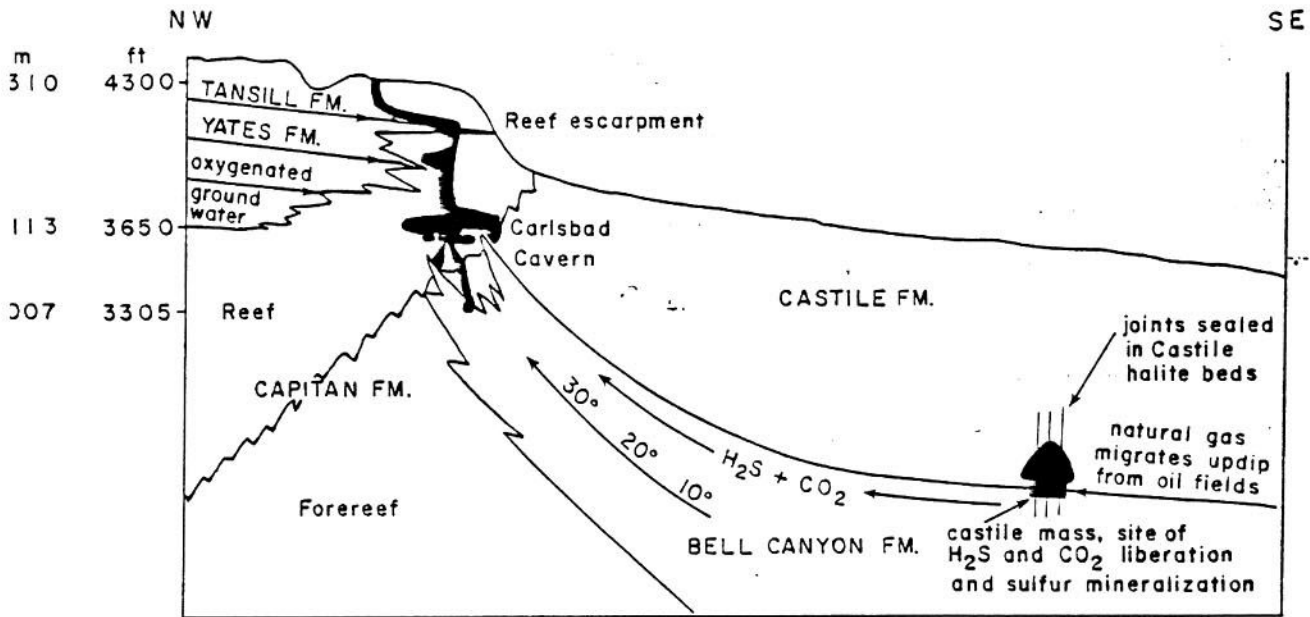 NW
SE
m
ft
310
4300
TANSILL FM.
YATES FM.
Reef escarpment
oxygenated
ground
water
113
3650
Carlsbad
Cavern
007
3305
Reef
CASTILE FM.
joints sealed
in Castile
halite beds
CAPITAN FM.
30°
20°
10°
H₂S + CO₂
natural gas
migrates updip
from oil fields
Forereef
BELL CANYON FM.
castile mass, site of
H₂S and CO₂ liberation
and sulfur mineralization